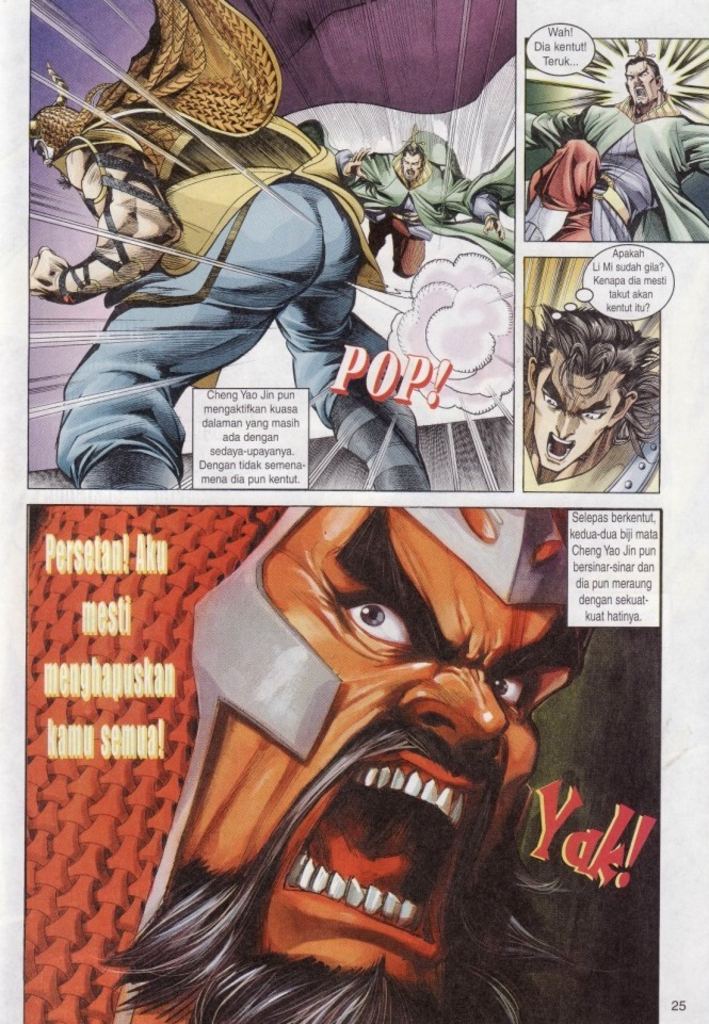 Wah!
Dia kentut!
Teruk...
Apakah
Li Mi sudah gila?
Kenapa dia mesti
takut akan
kentut itu?
POP!
Cheng Yao Jin pun
mengaktifkan kuasa
dalaman yang masih
ada dengan
sedaya-upayanya.
Dengan tidak semena-
mena dia pun kentut.
Persetan! Aku
mesti
menghapuskan
kamu semua!
Selepas berkentut,
kedua-dua biji mata
Cheng Yao Jin pun
bersinar-sinar dan
dia pun meraung
dengan sekuat-
kuat hatinya.
Yak!
25